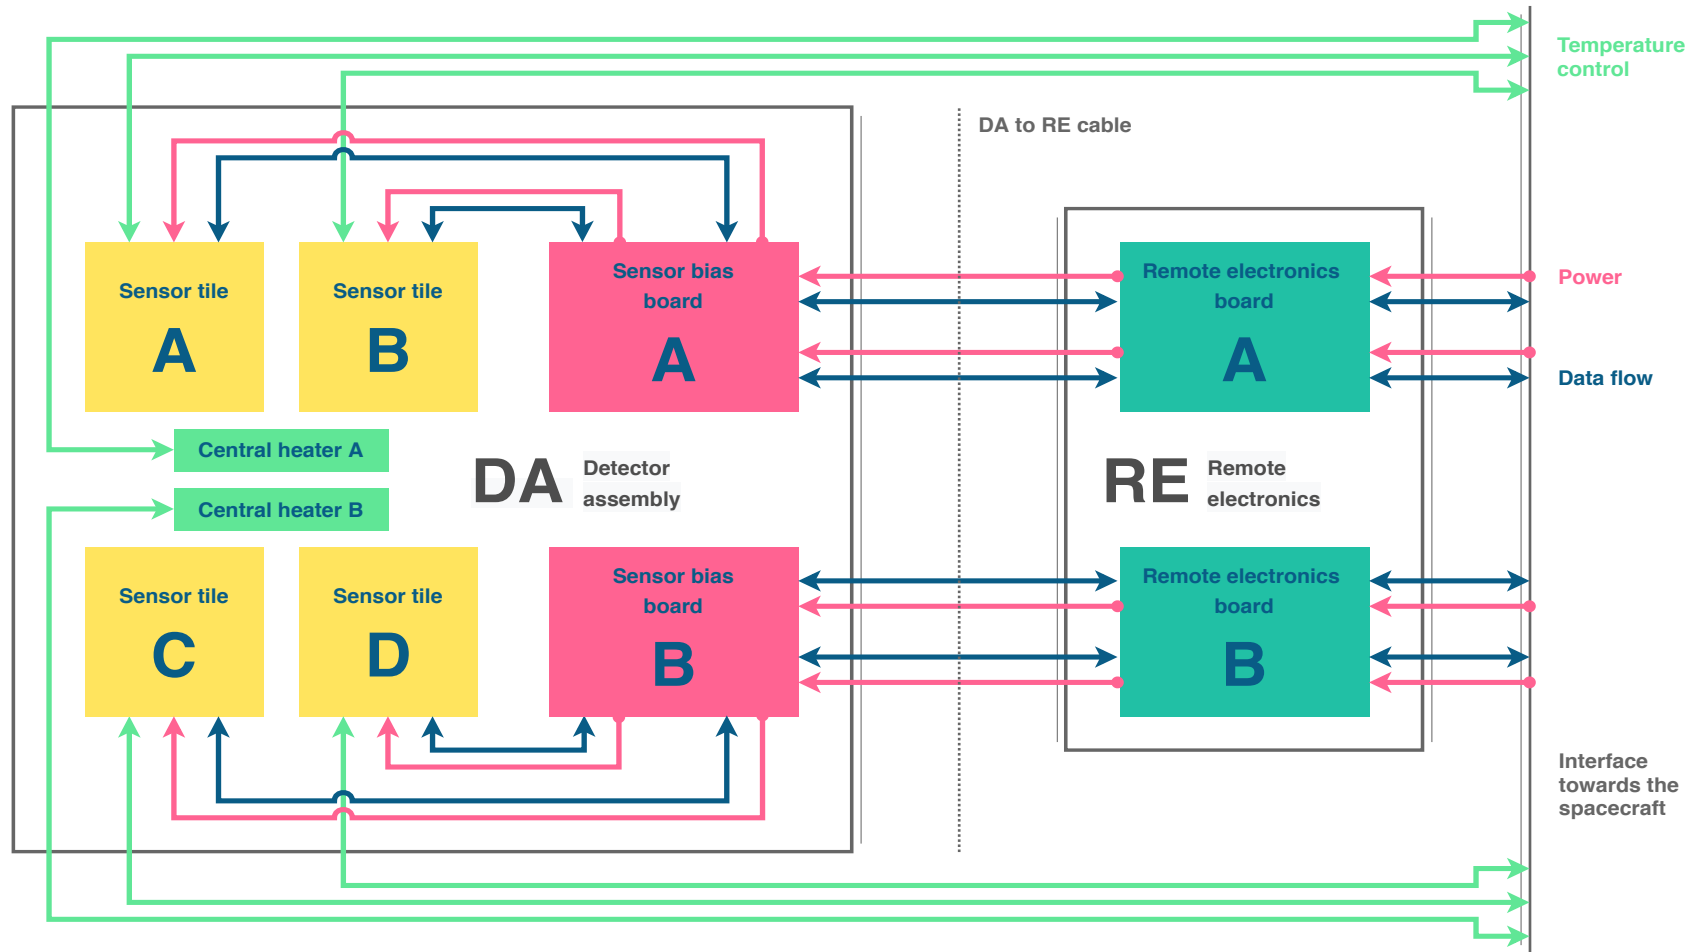 Temperature
control
DA to RE cable
Sensor tile
A
Sensor tile
B
Sensor bias
board
A
Remote electronics
board
A
Power
Data flow
Central heater A
Central heater B
DA
Detector
assembly
RE
Remote
electronics
Sensor tile
C
Sensor tile
D
Sensor bias
board
B
Remote electronics
board
B
Interface
towards the
spacecraft